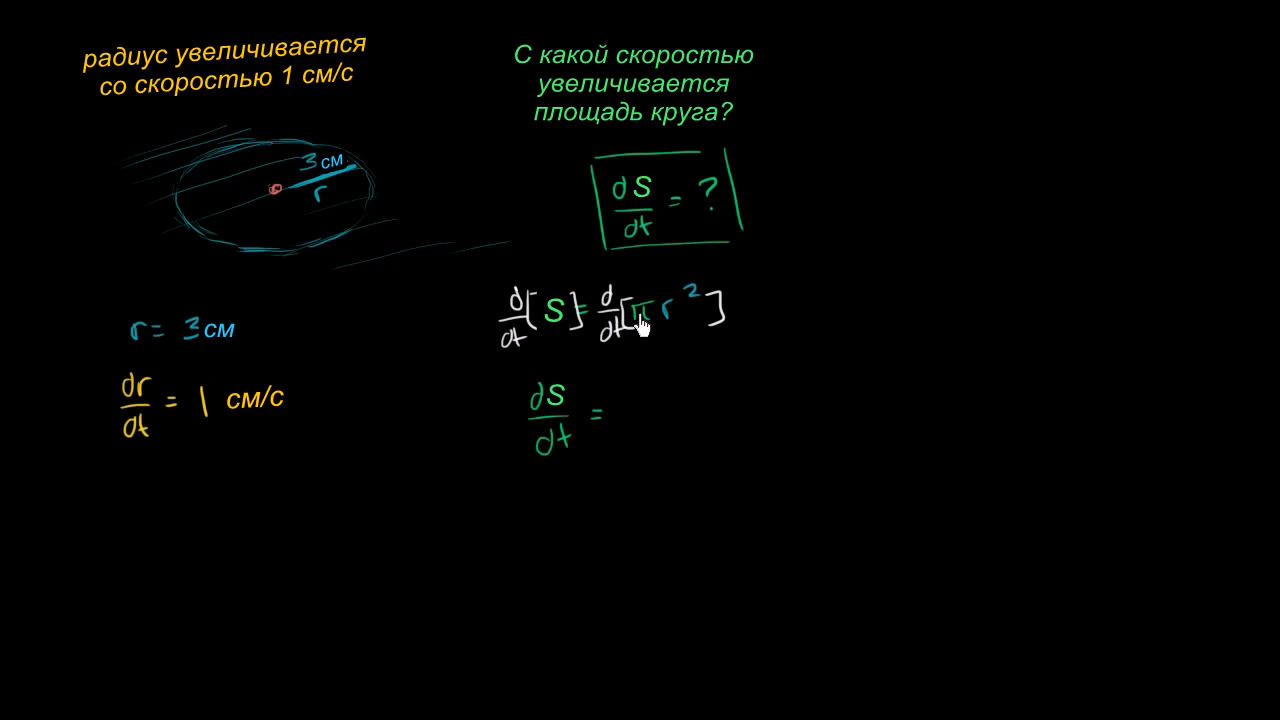 радиус увеличивается
со скоростью 1 см/с
С какой скоростью
увеличивается
площадь круга?
3 см
r
dS/dt = ?
d/dt[S] = d/dt[πr²]
r = 3 см
dr/dt = 1 см/с
dS/dt =